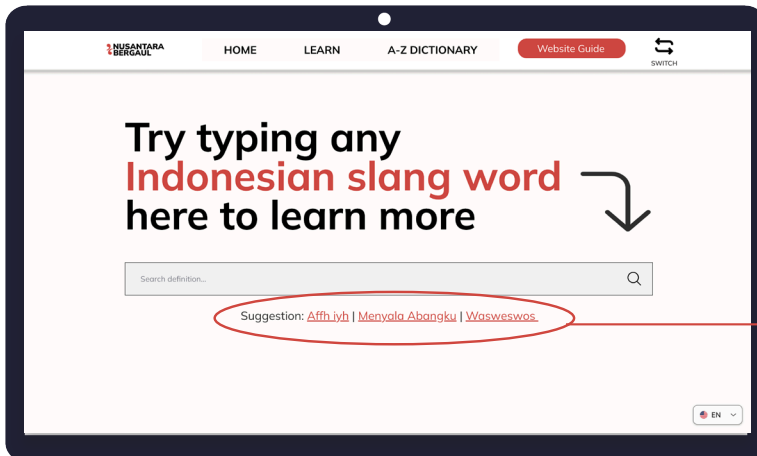 NUSANTARA
BERGAUL
HOME LEARN A-Z DICTIONARY Website Guide
SWITCH
Try typing any
Indonesian slang word
here to learn more
Search definition...
Suggestion: Affh iyh | Menyala Abangku | Wasweswos
EN